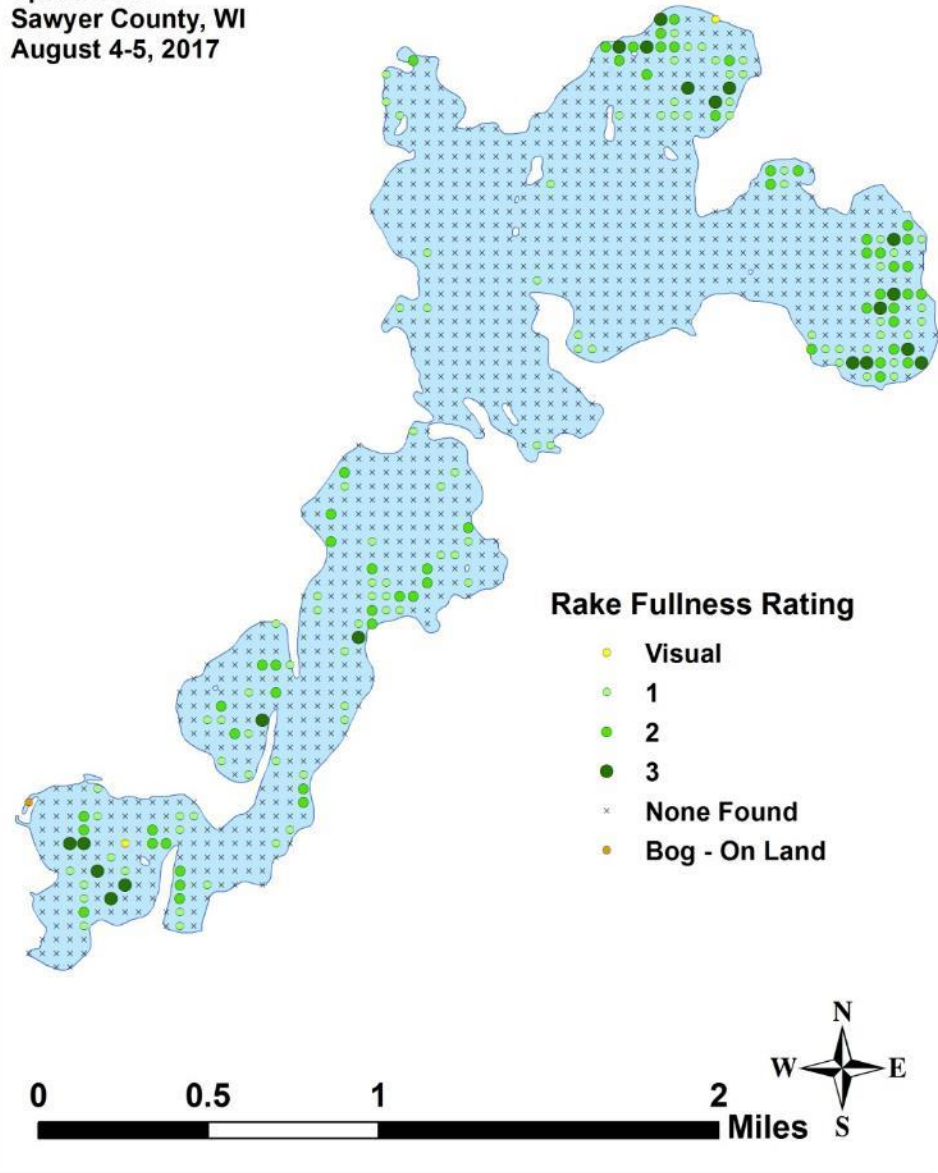 Sawyer County, WI
August 4-5, 2017
Rake Fullness Rating
Visual
1
2
3
None Found
Bog - On Land
N
W E
S
0 0.5 1 2
Miles